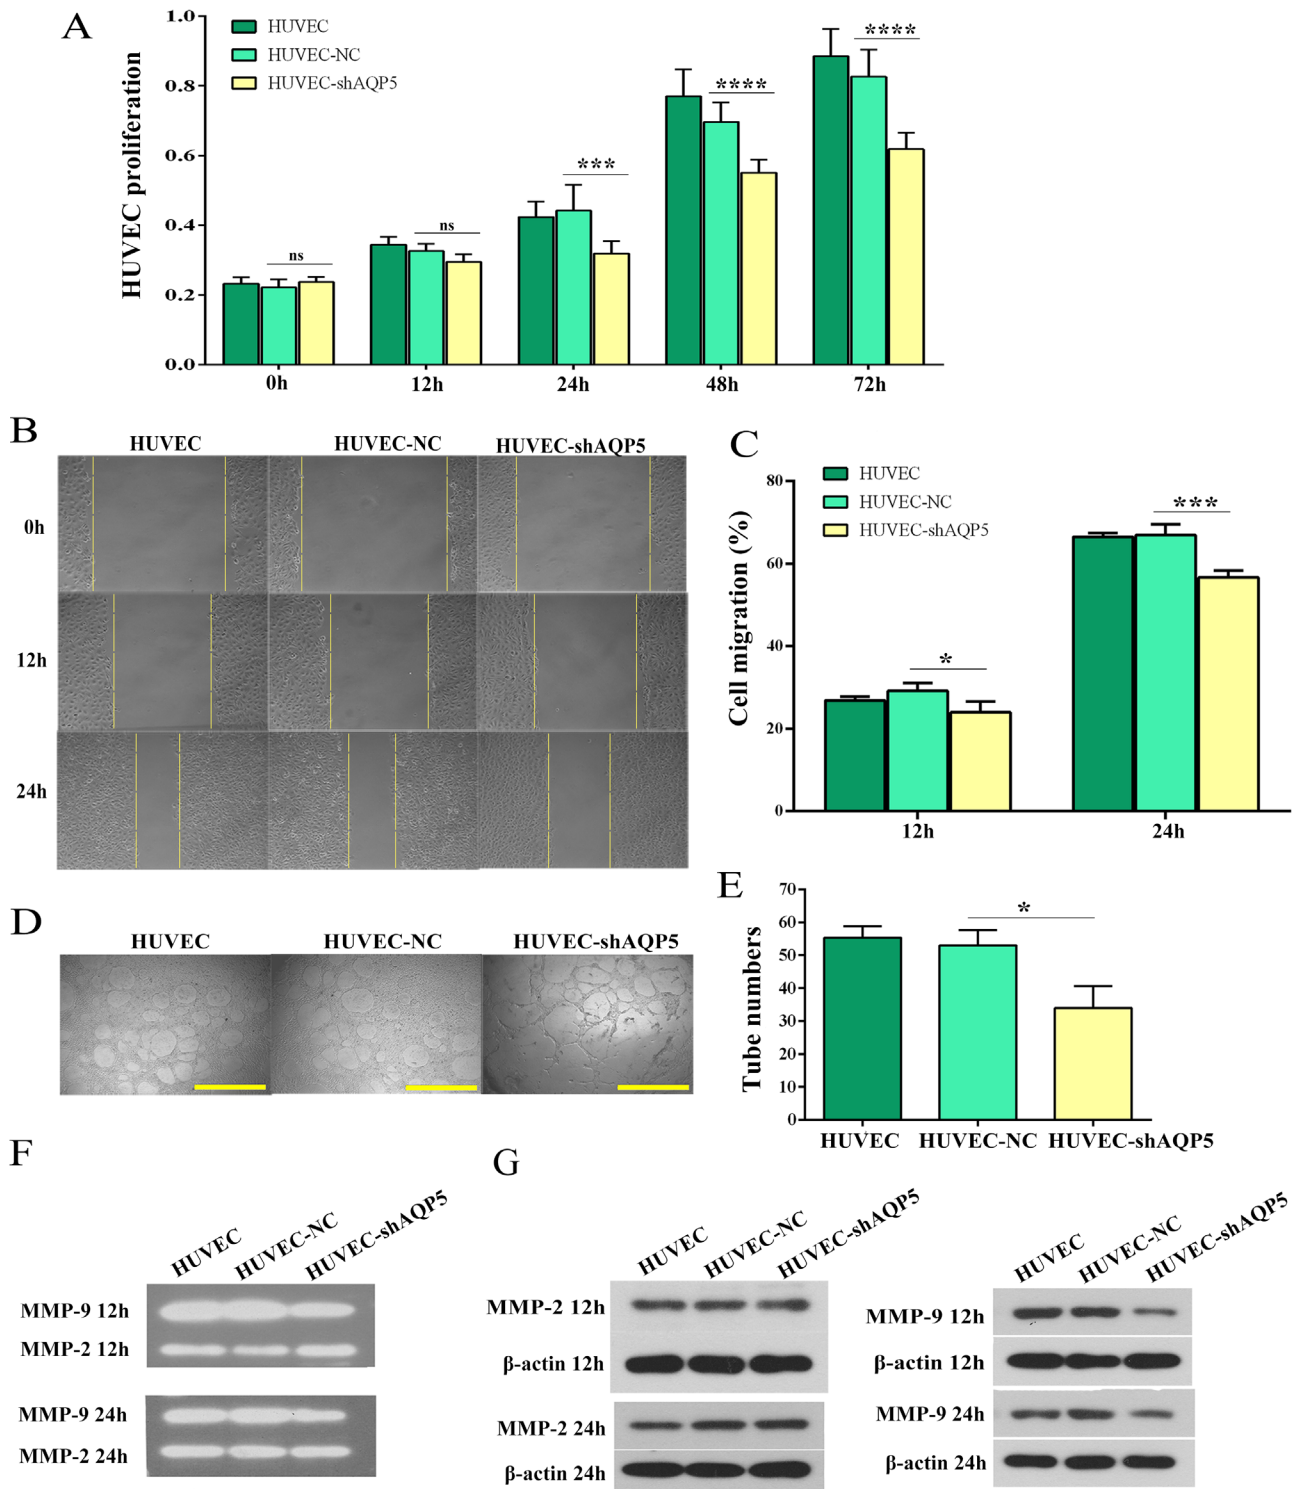 A
HUVEC
HUVEC-NC
HUVEC-shAQP5
HUVEC proliferation
1.0
0.8
0.6
0.4
0.2
0.0
ns
ns
***
****
****
0h
12h
24h
48h
72h
B
HUVEC
HUVEC-NC
HUVEC-shAQP5
0h
12h
24h
C
HUVEC
HUVEC-NC
HUVEC-shAQP5
Cell migration (%)
80
60
40
20
0
*
***
12h
24h
D
HUVEC
HUVEC-NC
HUVEC-shAQP5
E
Tube numbers
70
60
50
40
30
20
10
0
*
HUVEC
HUVEC-NC
HUVEC-shAQP5
F
HUVEC
HUVEC-NC
HUVEC-shAQP5
MMP-9 12h
MMP-2 12h
MMP-9 24h
MMP-2 24h
G
HUVEC
HUVEC-NC
HUVEC-shAQP5
MMP-2 12h
β-actin 12h
MMP-2 24h
β-actin 24h
HUVEC
HUVEC-NC
HUVEC-shAQP5
MMP-9 12h
β-actin 12h
MMP-9 24h
β-actin 24h